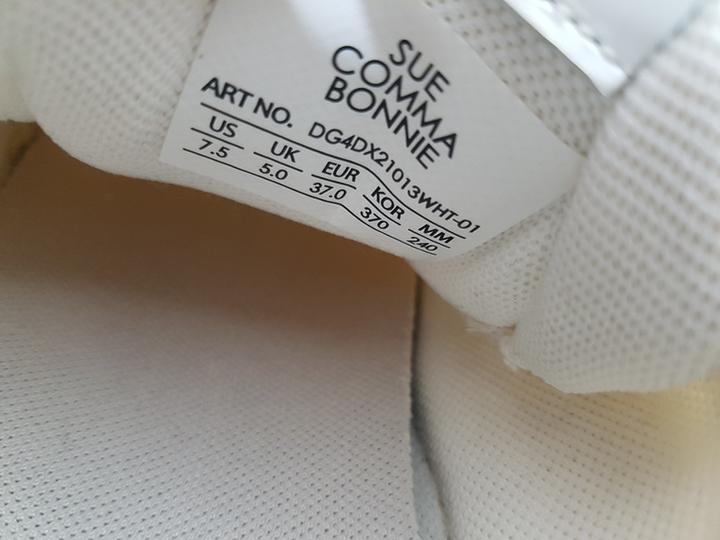 SUE
COMMA
BONNIE
ART NO. DG4DX21013WHT-01
US UK EUR KOR MM
7.5 5.0 37.0 370 240